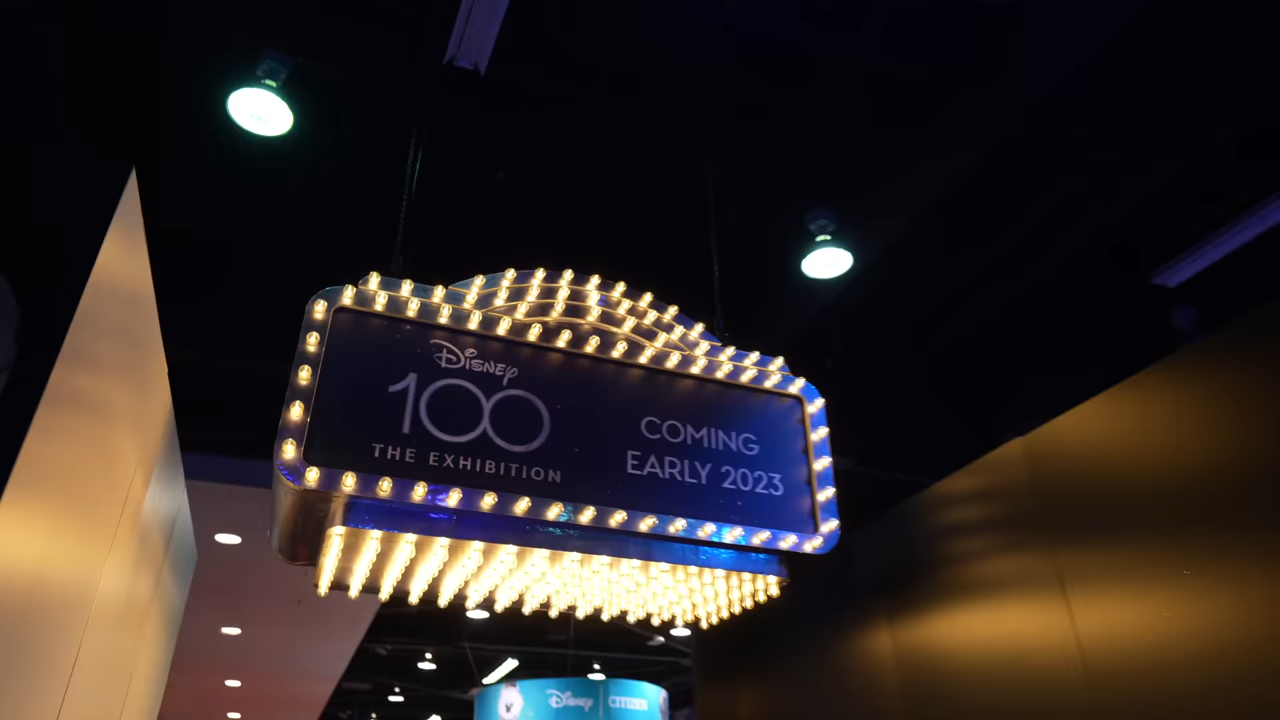 Disney
100
THE EXHIBITION
COMING
EARLY 2023
Disney
CITIZEN